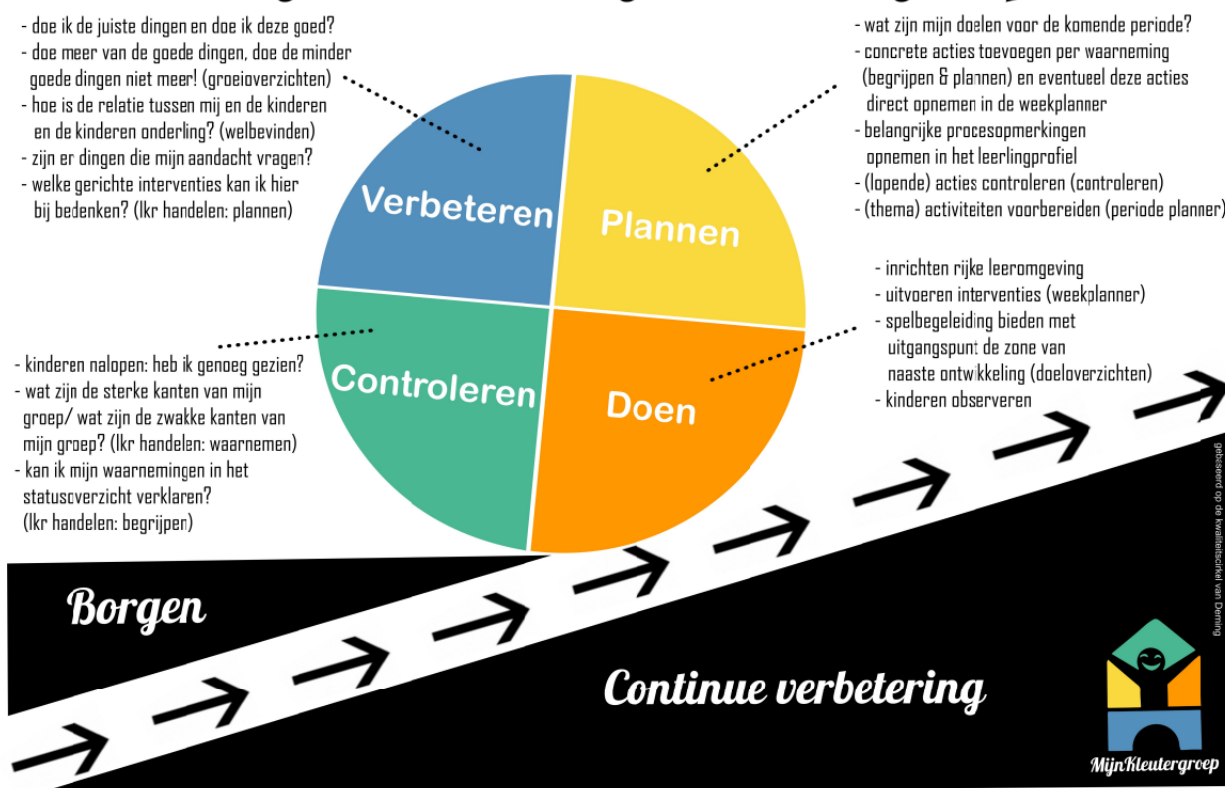 - doe ik de juiste dingen en doe ik deze goed?
- doe meer van de goede dingen, doe de minder
goede dingen niet meer! (groeioverzichten)
- hoe is de relatie tussen mij en de kinderen
en de kinderen onderling? (welbevinden)
- zijn er dingen die mijn aandacht vragen?
- welke gerichte interventies kan ik hier
bij bedenken? (lkr handelen: plannen)
- wat zijn mijn doelen voor de komende periode?
- concrete acties toevoegen per waarneming
(begrijpen & plannen) en eventueel deze acties
direct opnemen in de weekplanner
- belangrijke procesopmerkingen
opnemen in het leerlingprofiel
- (lopende) acties controleren (controleren)
- (thema) activiteiten voorbereiden (periode planner)
Verbeteren
Plannen
Controleren
Doen
- inrichten rijke leeromgeving
- uitvoeren interventies (weekplanner)
- spelbegeleiding bieden met
uitgangspunt de zone van
naaste ontwikkeling (doeloverzichten)
- kinderen observeren
- kinderen nalopen: heb ik genoeg gezien?
- wat zijn de sterke kanten van mijn
groep/ wat zijn de zwakke kanten van
mijn groep? (lkr handelen: waarnemen)
- kan ik mijn waarnemingen in het
statusoverzicht verklaren?
(lkr handelen: begrijpen)
Borgen
Continue verbetering
gebaseerd op de kwaliteitscirkel van Deming
MijnKleutergroep